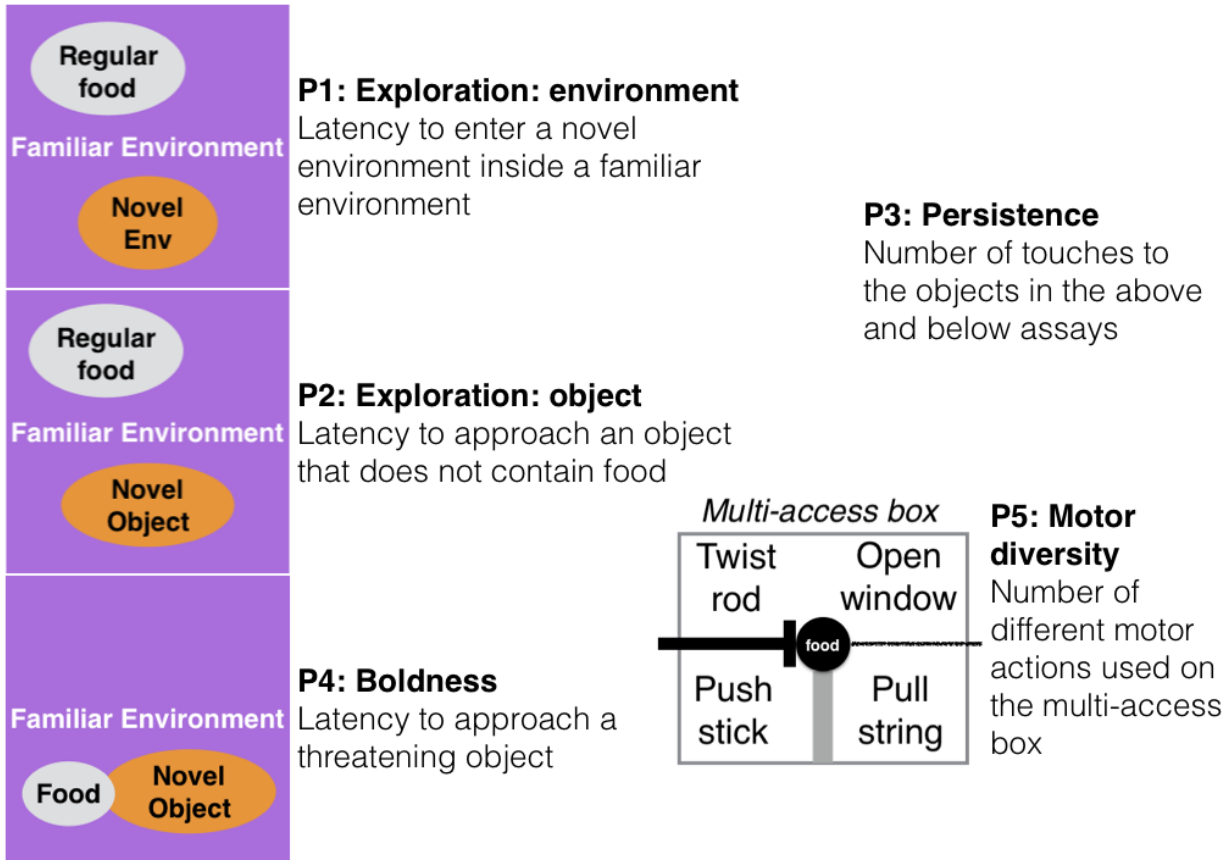 Regular
food
Familiar Environment
Novel
Env
P1: Exploration: environment
Latency to enter a novel
environment inside a familiar
environment
P3: Persistence
Number of touches to
the objects in the above
and below assays
Regular
food
Familiar Environment
Novel
Object
P2: Exploration: object
Latency to approach an object
that does not contain food
Multi-access box
Twist
rod
Open
window
food
Push
stick
Pull
string
P5: Motor
diversity
Number of
different motor
actions used on
the multi-access
box
Familiar Environment
Food
Novel
Object
P4: Boldness
Latency to approach a
threatening object